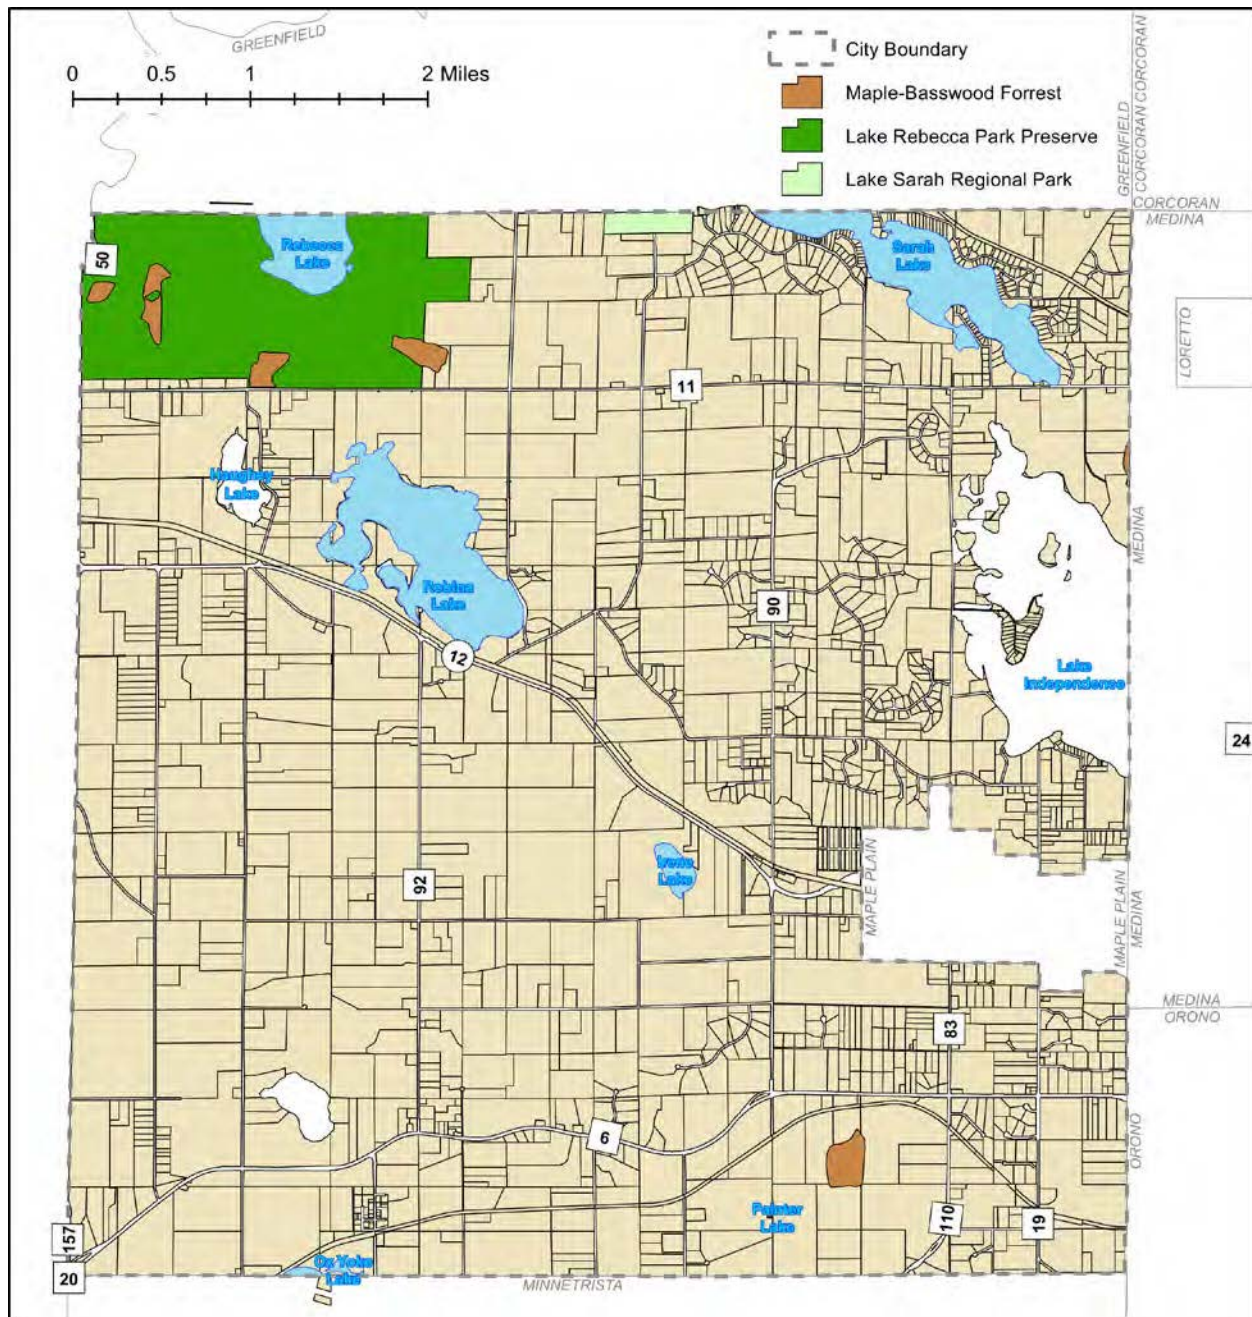 GREENFIELD
0 0.5 1 2 Miles
City Boundary
Maple-Basswood Forrest
Lake Rebecca Park Preserve
Lake Sarah Regional Park
GREENFIELD
CORCORAN
CORCORAN
CORCORAN
MEDINA
50
Rebecca
Lake
Sarah
Lake
LORETTO
11
Haughey
Lake
MEDINA
Robina
Lake
90
12
Lake
Independence
24
Irene
Lake
92
MAPLE PLAIN
MAPLE PLAIN
MEDINA
MEDINA
ORONO
83
6
ORONO
Painter
Lake
110
19
157
20
Ox Yoke
Lake
MINNETRISTA